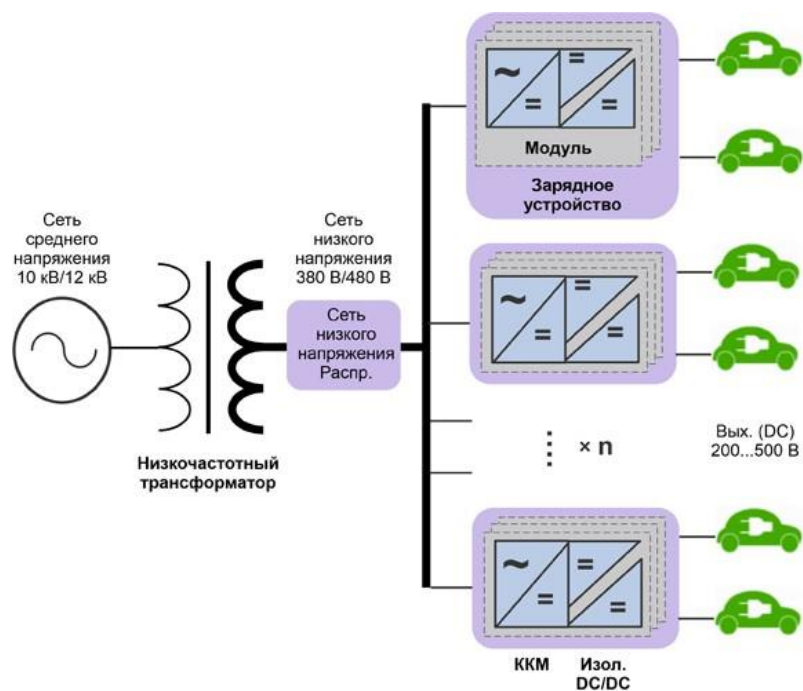 Модуль
Зарядное
устройство
Сеть
среднего
напряжения
10 кВ/12 кВ
Сеть
низкого
напряжения
380 В/480 В
Сеть
низкого
напряжения
Распр.
Низкочастотный
трансформатор
~
=
=
=
~
=
=
=
× n
Вых. (DC)
200...500 В
~
=
=
=
ККМ
Изол.
DC/DC